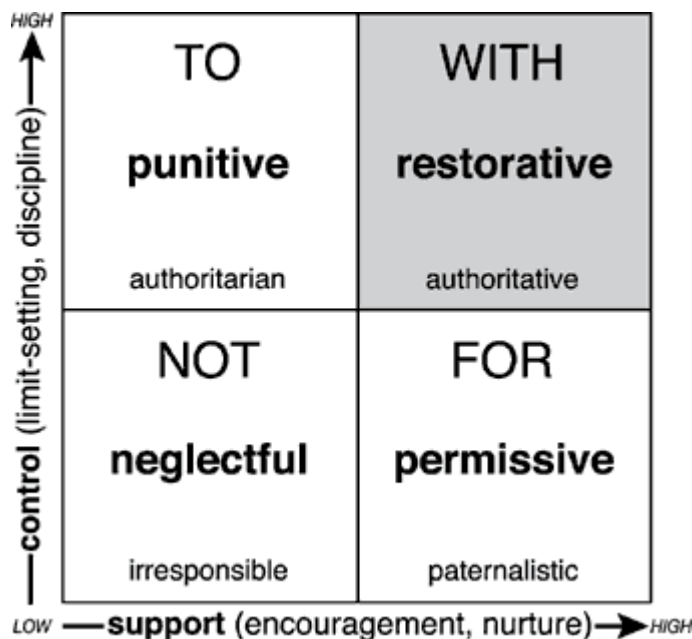 HIGH
TO
WITH
punitive
restorative
authoritarian
authoritative
NOT
FOR
neglectful
permissive
irresponsible
paternalistic
control (limit-setting, discipline)
LOW
support (encouragement, nurture)
HIGH